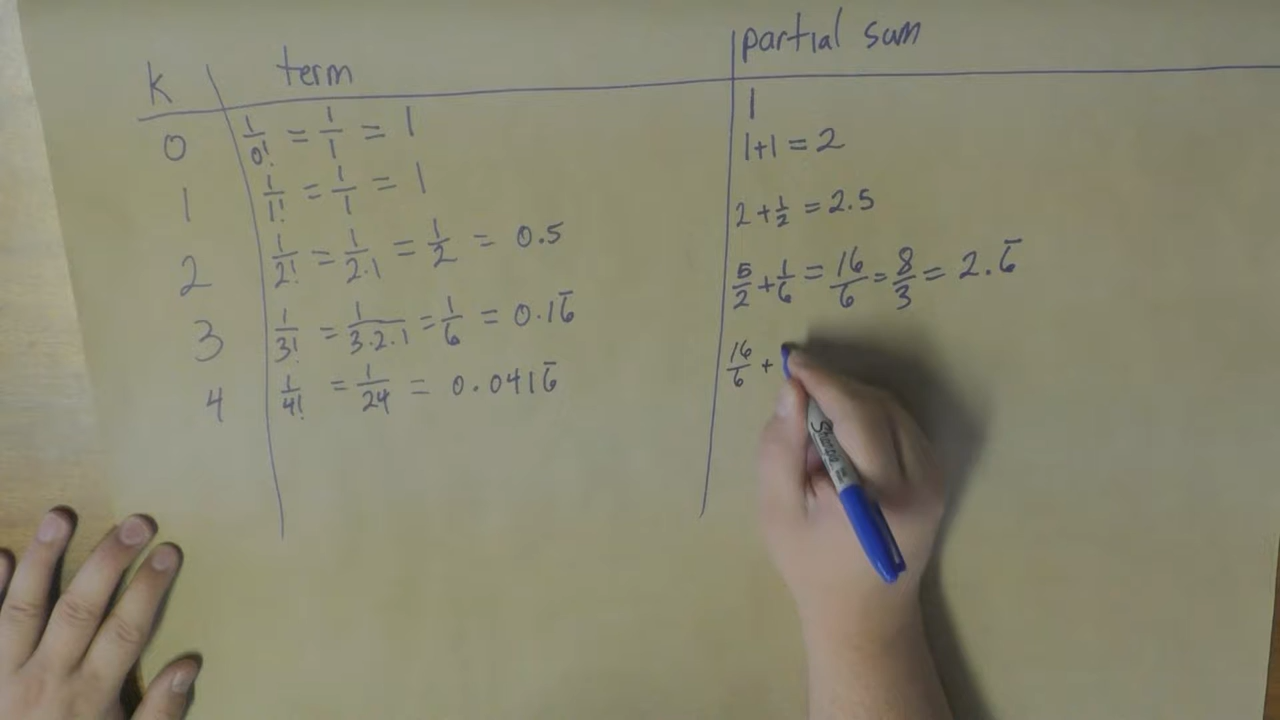 k term partial sum
0 1/0! = 1/1 = 1 1
1 1/1! = 1/1 = 1 1+1 = 2
2 1/2! = 1/2·1 = 1/2 = 0.5 2 + 1/2 = 2.5
3 1/3! = 1/3·2·1 = 1/6 = 0.16̅ 5/2 + 1/6 = 16/6 = 8/3 = 2.6̅
4 1/4! = 1/24 = 0.0416̅ 16/6 +
Sharpie